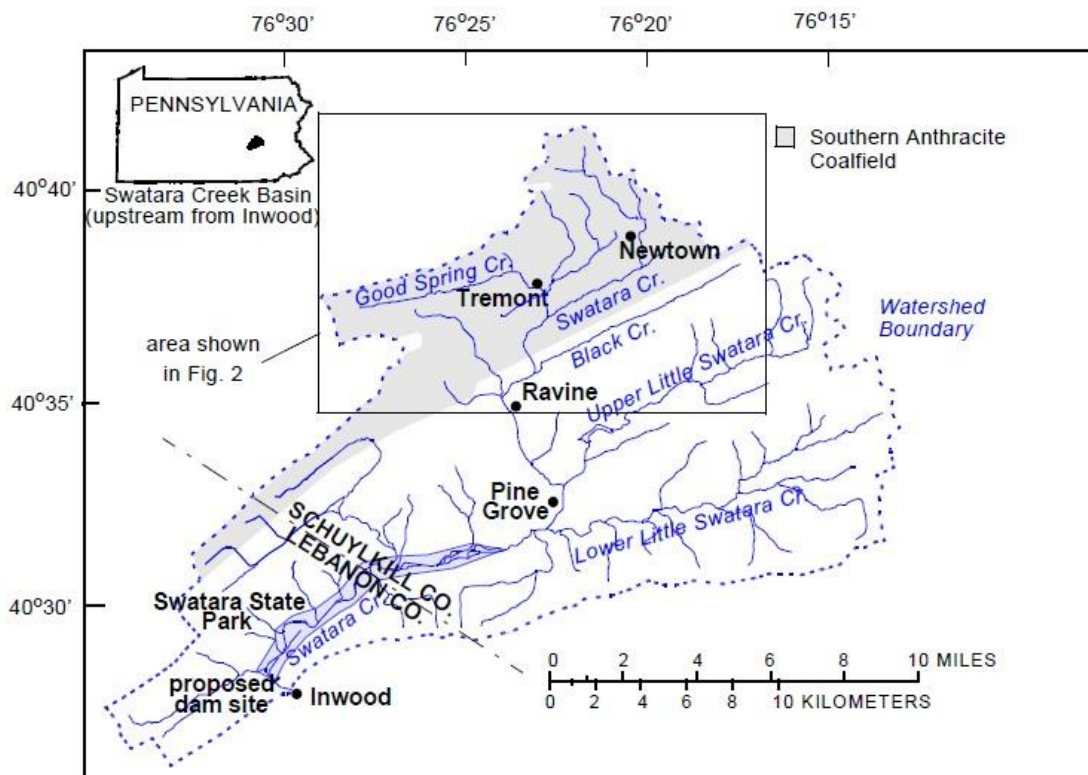 76°30' 76°25' 76°20' 76°15'
PENNSYLVANIA
Swatara Creek Basin
(upstream from Inwood)
Southern Anthracite
Coalfield
40°40'
Newtown
Good Spring Cr.
Tremont
Swatara Cr.
Black Cr.
Watershed
Boundary
area shown
in Fig. 2
Upper Little Swatara Cr.
40°35'
Ravine
Pine
Grove
Lower Little Swatara Cr.
SCHUYLKILL CO.
LEBANON CO.
40°30'
Swatara State
Park
Swatara Cr.
proposed
dam site
Inwood
0 2 4 6 8 10 MILES
0 2 4 6 8 10 KILOMETERS